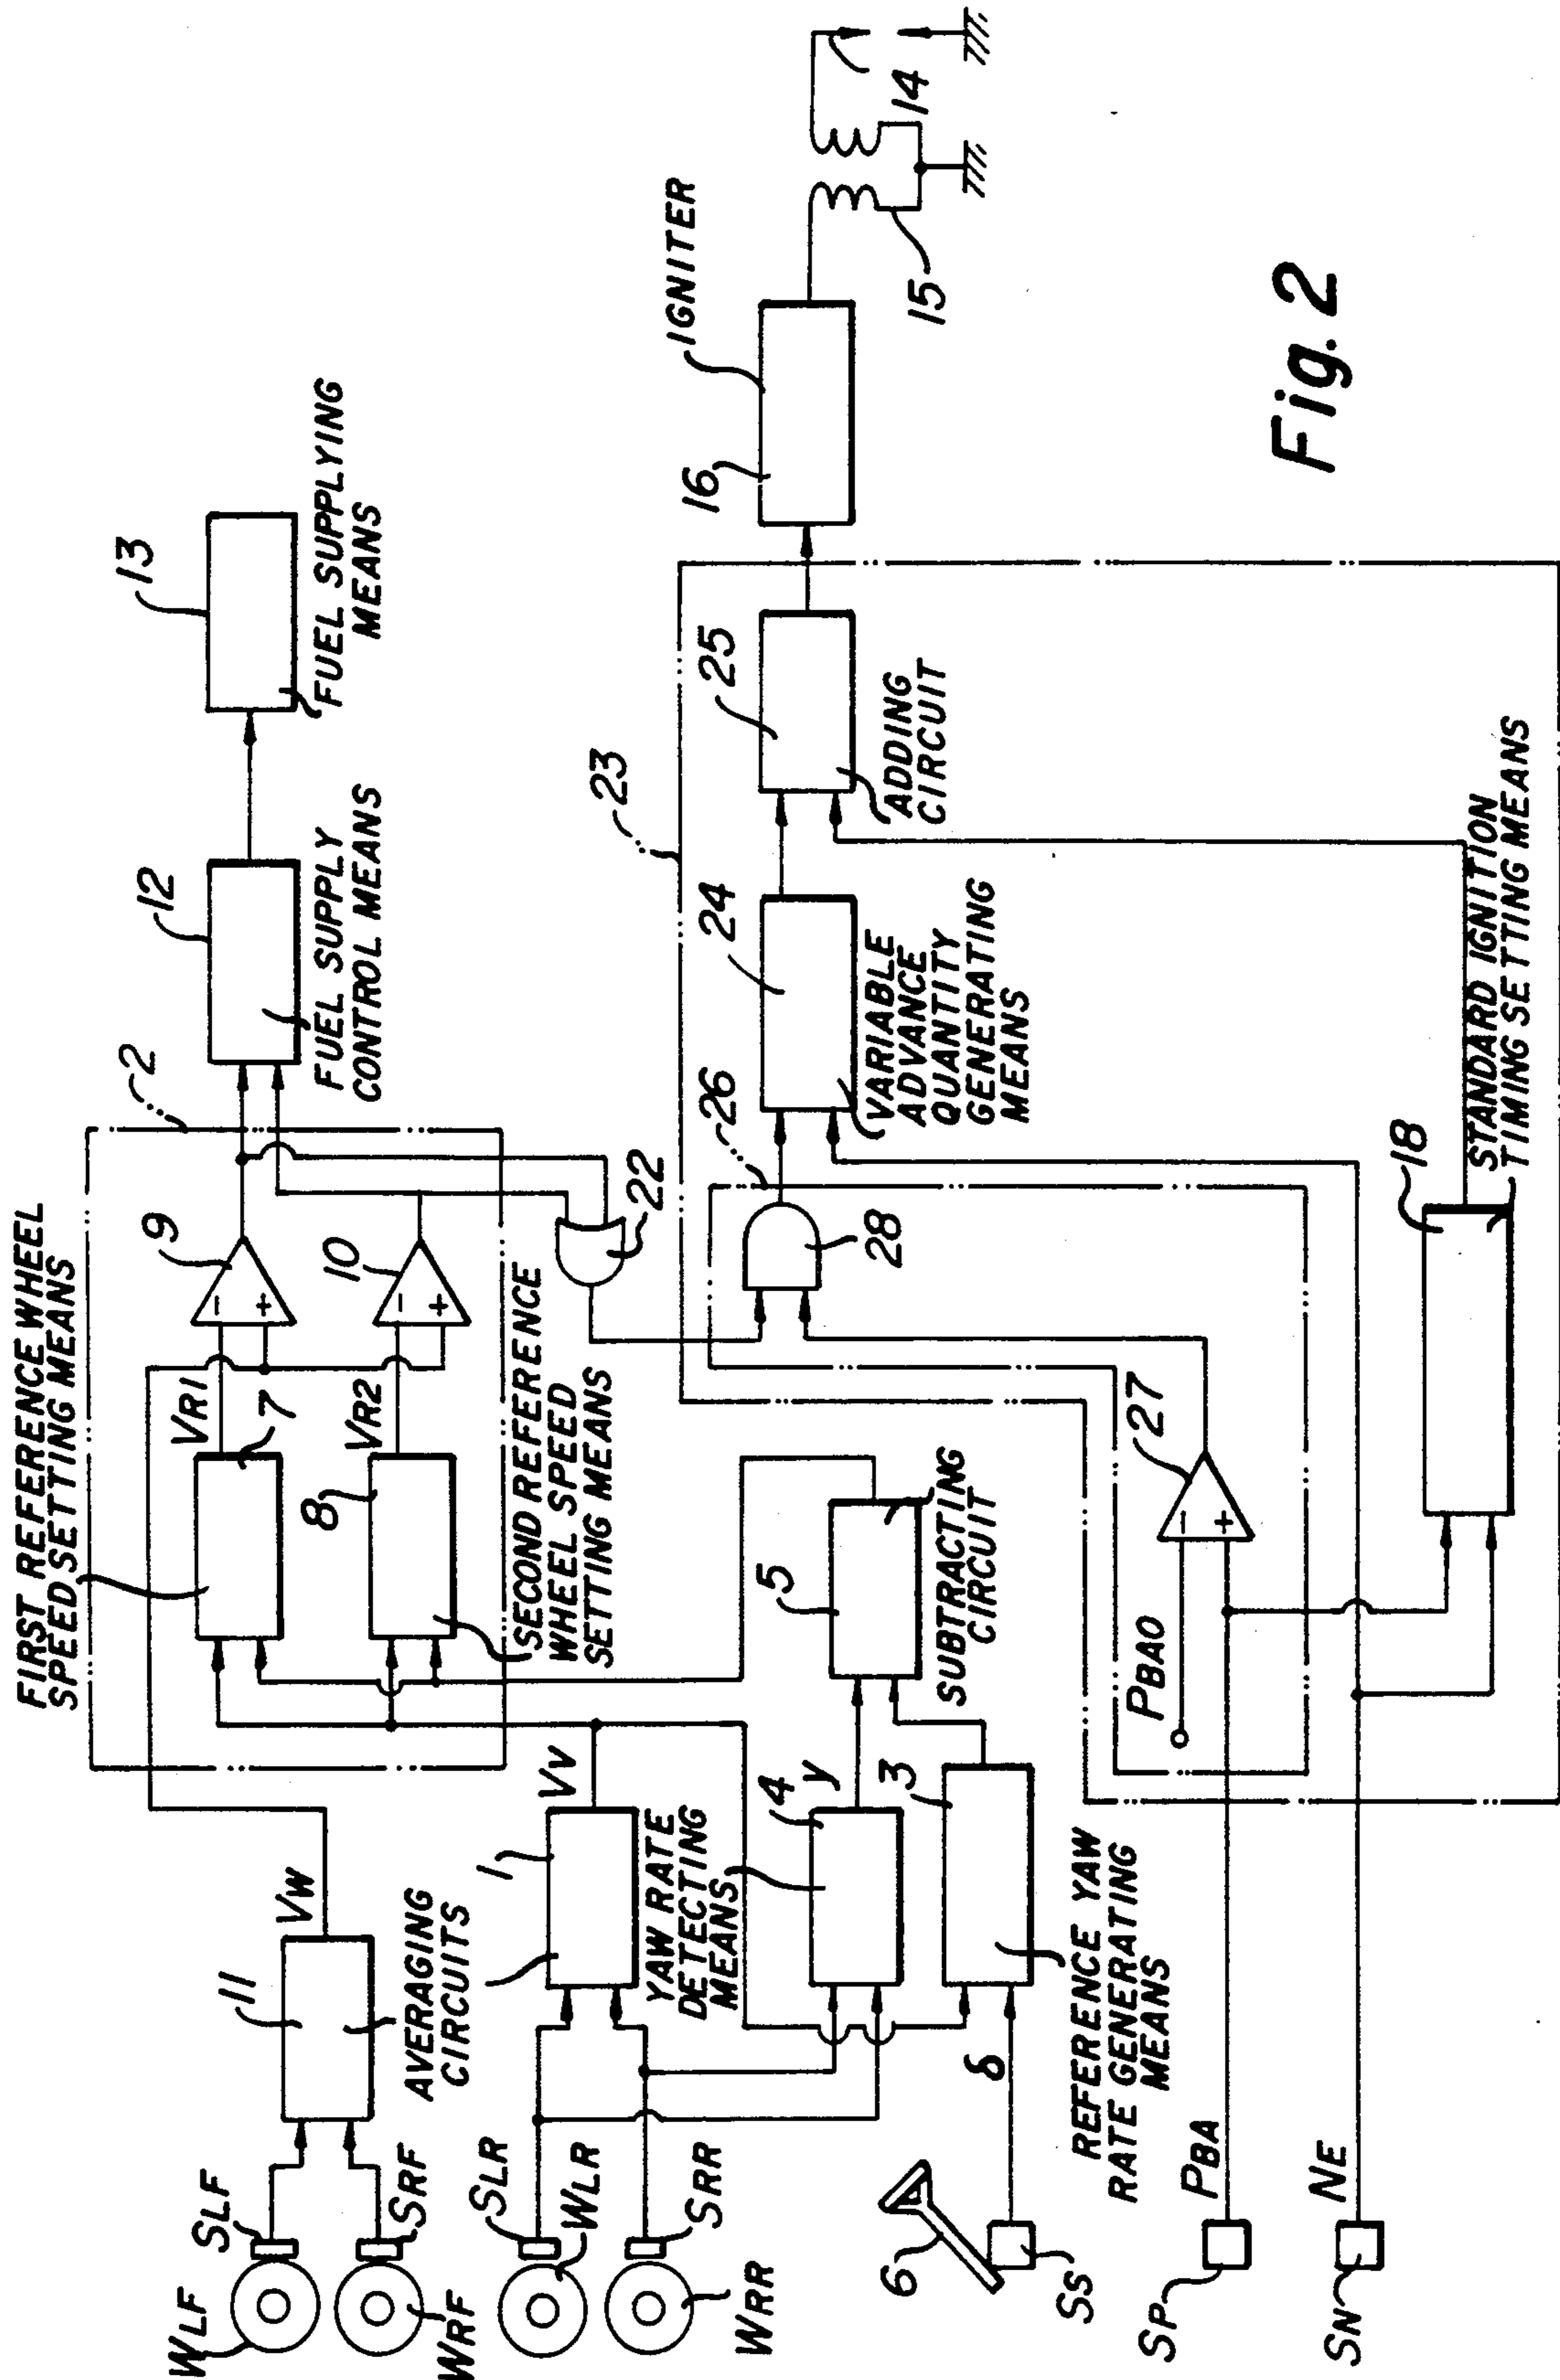 FIRST REFERENCE WHEEL
SPEED SETTING MEANS
2
9
VR1
7
10
VR2
8
SECOND REFERENCE
WHEEL SPEED
SETTING MEANS
12
FUEL SUPPLY
CONTROL MEANS
13
FUEL SUPPLYING
MEANS
WLF
SLF
WRF
SRF
11
VW
AVERAGING
CIRCUITS
SLR
WLR
SRR
WRR
1
VV
YAW RATE
DETECTING
MEANS
4
y
5
SUBTRACTING
CIRCUIT
3
REFERENCE YAW
RATE GENERATING
MEANS
6
SS
δ
22
23
26
28
24
VARIABLE
ADVANCE
QUANTITY
GENERATING
MEANS
25
ADDING
CIRCUIT
16
IGNITER
15
14
SP
PBA
PBAO
27
SN
NE
18
STANDARD IGNITION
TIMING SETTING MEANS
- + 
- +
- +
Fig. 2